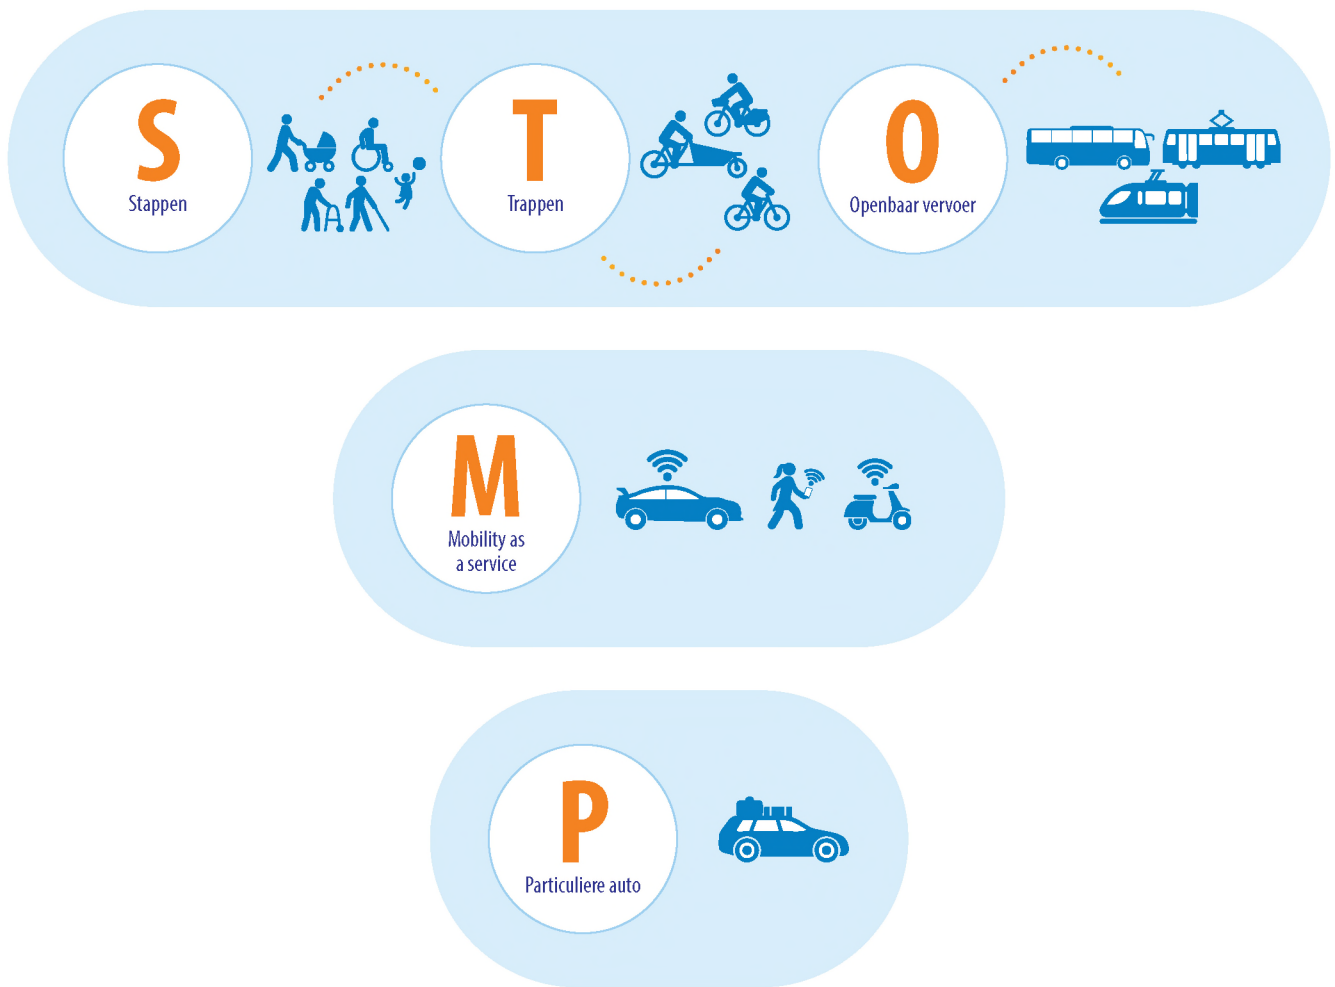 S
Stappen
T
Trappen
O
Openbaar vervoer
M
Mobility as
a service
P
Particuliere auto